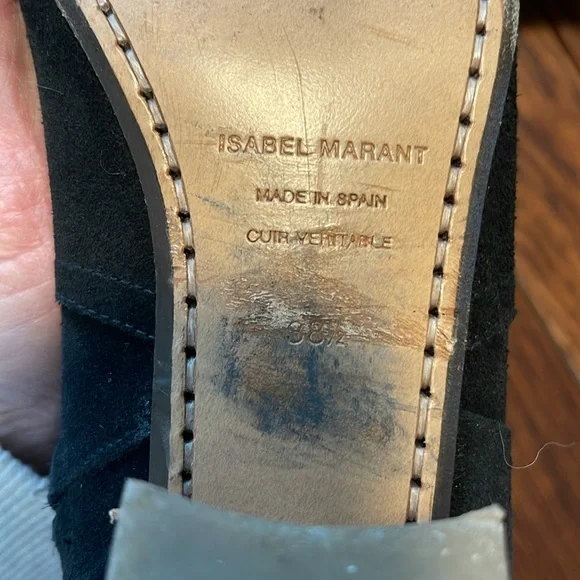 ISABEL MARANT
MADE IN SPAIN
CUIR VERITABLE
38½